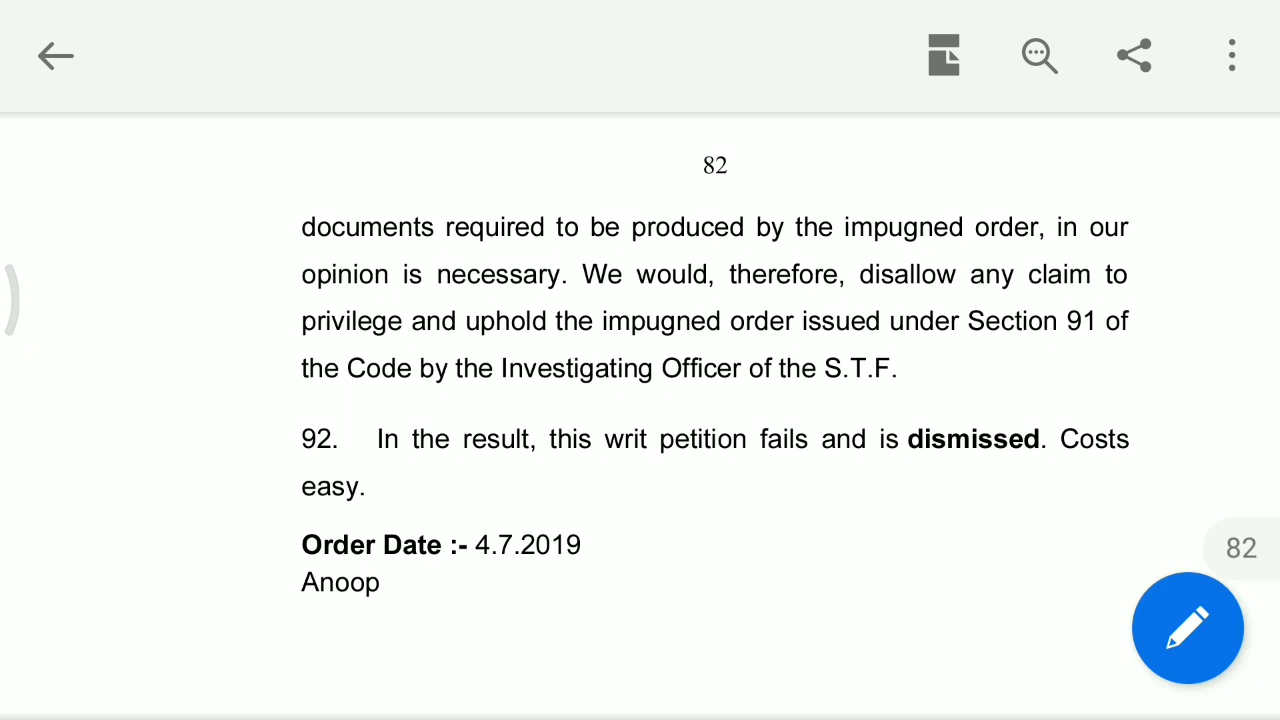 82
documents required to be produced by the impugned order, in our
opinion is necessary. We would, therefore, disallow any claim to
privilege and uphold the impugned order issued under Section 91 of
the Code by the Investigating Officer of the S.T.F.
92. In the result, this writ petition fails and is dismissed. Costs
easy.
Order Date :- 4.7.2019
82
Anoop